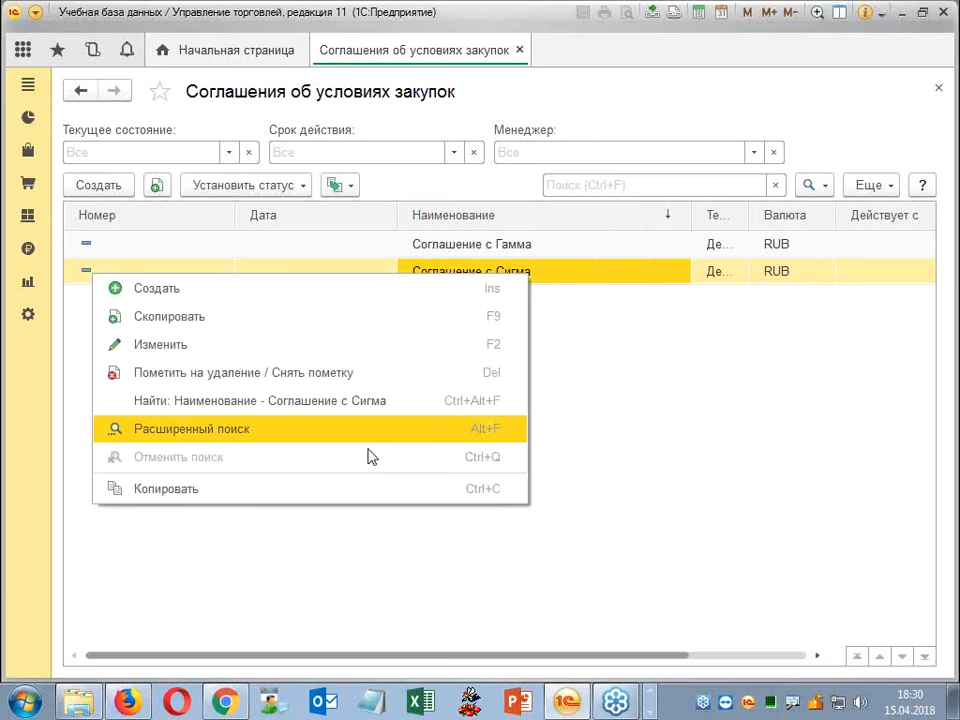 Учебная база данных / Управление торговлей, редакция 11 (1С:Предприятие)
M M+ M-
Начальная страница
Соглашения об условиях закупок ×
Соглашения об условиях закупок
Текущее состояние: Срок действия: Менеджер:
Все Все Все
Создать Установить статус Поиск (Ctrl+F) × Еще ?
Номер Дата Наименование ↓ Те... Валюта Действует с
Соглашение с Гамма Де... RUB
Соглашение с Сигма Де... RUB
Создать Ins
Скопировать F9
Изменить F2
Пометить на удаление / Снять пометку Del
Найти: Наименование - Соглашение с Сигма Ctrl+Alt+F
Расширенный поиск Alt+F
Отменить поиск Ctrl+Q
Копировать Ctrl+C
18:30
15.04.2018